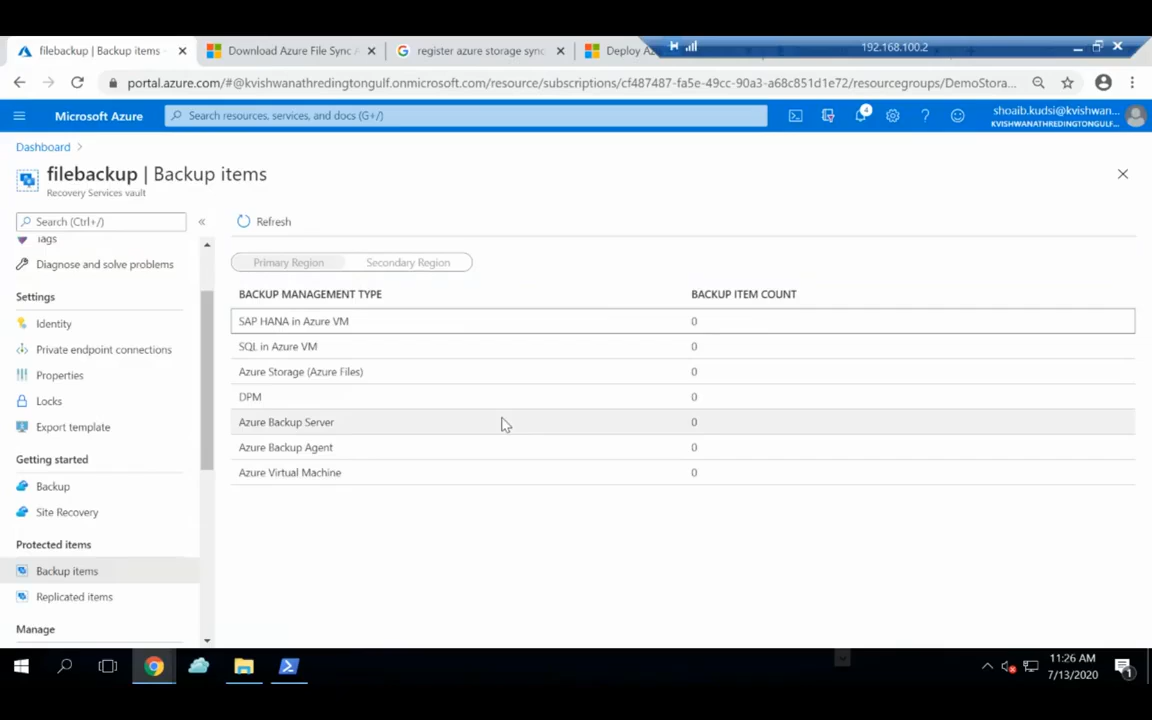 filebackup | Backup items
Download Azure File Sync
register azure storage sync
Deploy Az
192.168.100.2
portal.azure.com/#@kvishwanathredingtongulf.onmicrosoft.com/resource/subscriptions/cf487487-fa5e-49cc-90a3-a68c851d1e72/resourcegroups/DemoStora...
Microsoft Azure
Search resources, services, and docs (G+/)
4
shoaib.kudsi@kvishwan...
KVISHWANATHREDINGTONGULF...
Dashboard
filebackup | Backup items
Recovery Services vault
Search (Ctrl+/)
Refresh
Tags
Diagnose and solve problems
Settings
Identity
Private endpoint connections
Properties
Locks
Export template
Getting started
Backup
Site Recovery
Protected items
Backup items
Replicated items
Manage
Primary Region
Secondary Region
BACKUP MANAGEMENT TYPE BACKUP ITEM COUNT
SAP HANA in Azure VM 0
SQL in Azure VM 0
Azure Storage (Azure Files) 0
DPM 0
Azure Backup Server 0
Azure Backup Agent 0
Azure Virtual Machine 0
11:26 AM
7/13/2020
1